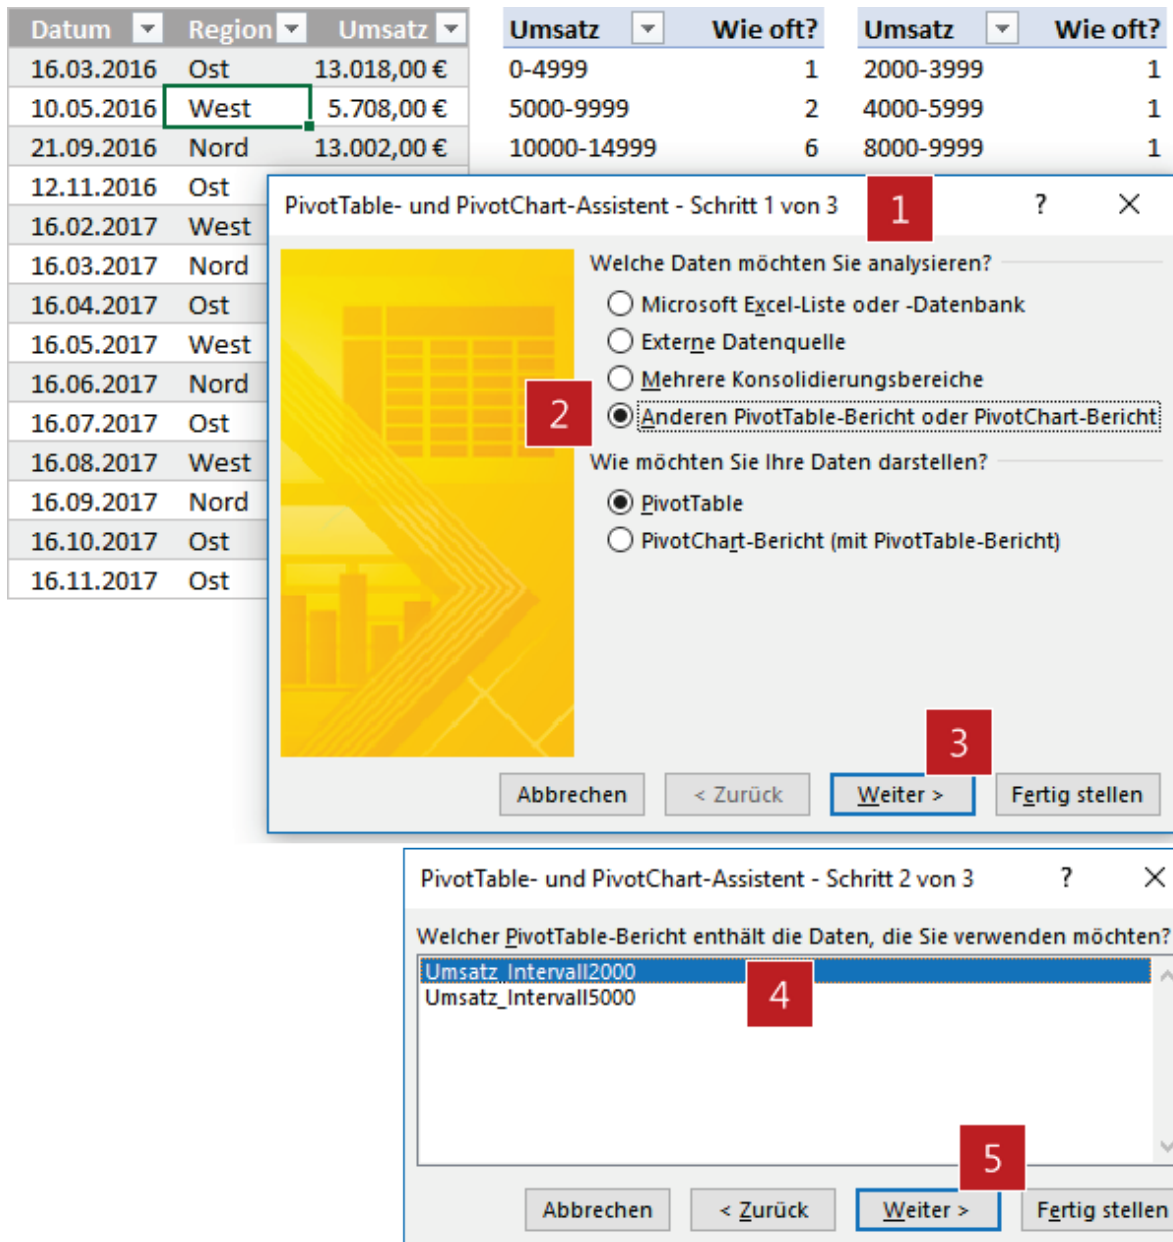 Datum Region Umsatz Umsatz Wie oft? Umsatz Wie oft?
16.03.2016 Ost 13.018,00 € 0-4999 1 2000-3999 1
10.05.2016 West 5.708,00 € 5000-9999 2 4000-5999 1
21.09.2016 Nord 13.002,00 € 10000-14999 6 8000-9999 1
12.11.2016 Ost
16.02.2017 West
16.03.2017 Nord
16.04.2017 Ost
16.05.2017 West
16.06.2017 Nord
16.07.2017 Ost
16.08.2017 West
16.09.2017 Nord
16.10.2017 Ost
16.11.2017 Ost
PivotTable- und PivotChart-Assistent - Schritt 1 von 3 1 ?
Welche Daten möchten Sie analysieren?
Microsoft Excel-Liste oder -Datenbank
Externe Datenquelle
Mehrere Konsolidierungsbereiche
2 Anderen PivotTable-Bericht oder PivotChart-Bericht
Wie möchten Sie Ihre Daten darstellen?
PivotTable
PivotChart-Bericht (mit PivotTable-Bericht)
3
Abbrechen < Zurück Weiter > Fertig stellen
PivotTable- und PivotChart-Assistent - Schritt 2 von 3 ?
Welcher PivotTable-Bericht enthält die Daten, die Sie verwenden möchten?
Umsatz_Intervall2000
4
Umsatz_Intervall5000
5
Abbrechen < Zurück Weiter > Fertig stellen